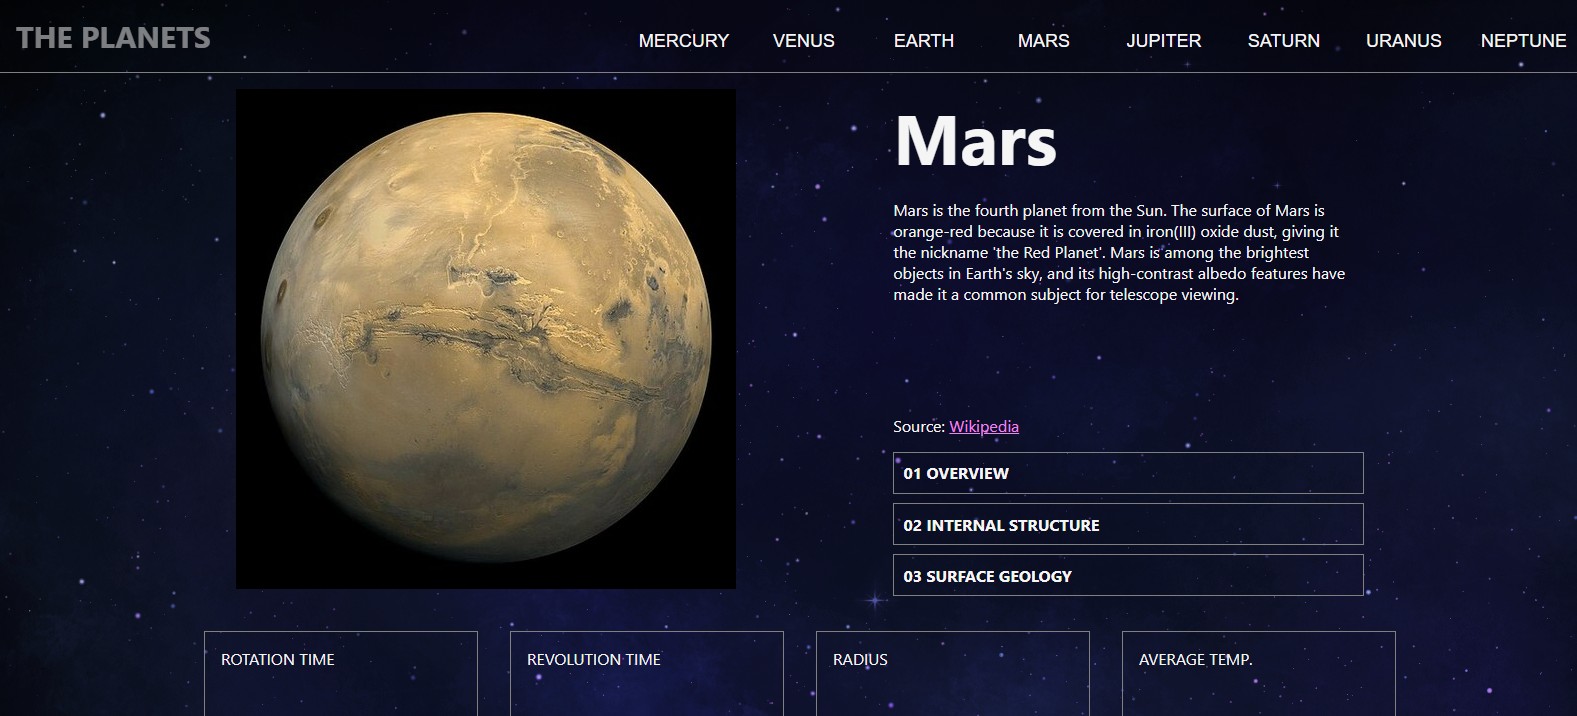 THE PLANETS
MERCURY VENUS EARTH MARS JUPITER SATURN URANUS NEPTUNE
Mars
Mars is the fourth planet from the Sun. The surface of Mars is
orange-red because it is covered in iron(III) oxide dust, giving it
the nickname 'the Red Planet'. Mars is among the brightest
objects in Earth's sky, and its high-contrast albedo features have
made it a common subject for telescope viewing.
Source: Wikipedia
01 OVERVIEW
02 INTERNAL STRUCTURE
03 SURFACE GEOLOGY
ROTATION TIME
REVOLUTION TIME
RADIUS
AVERAGE TEMP.